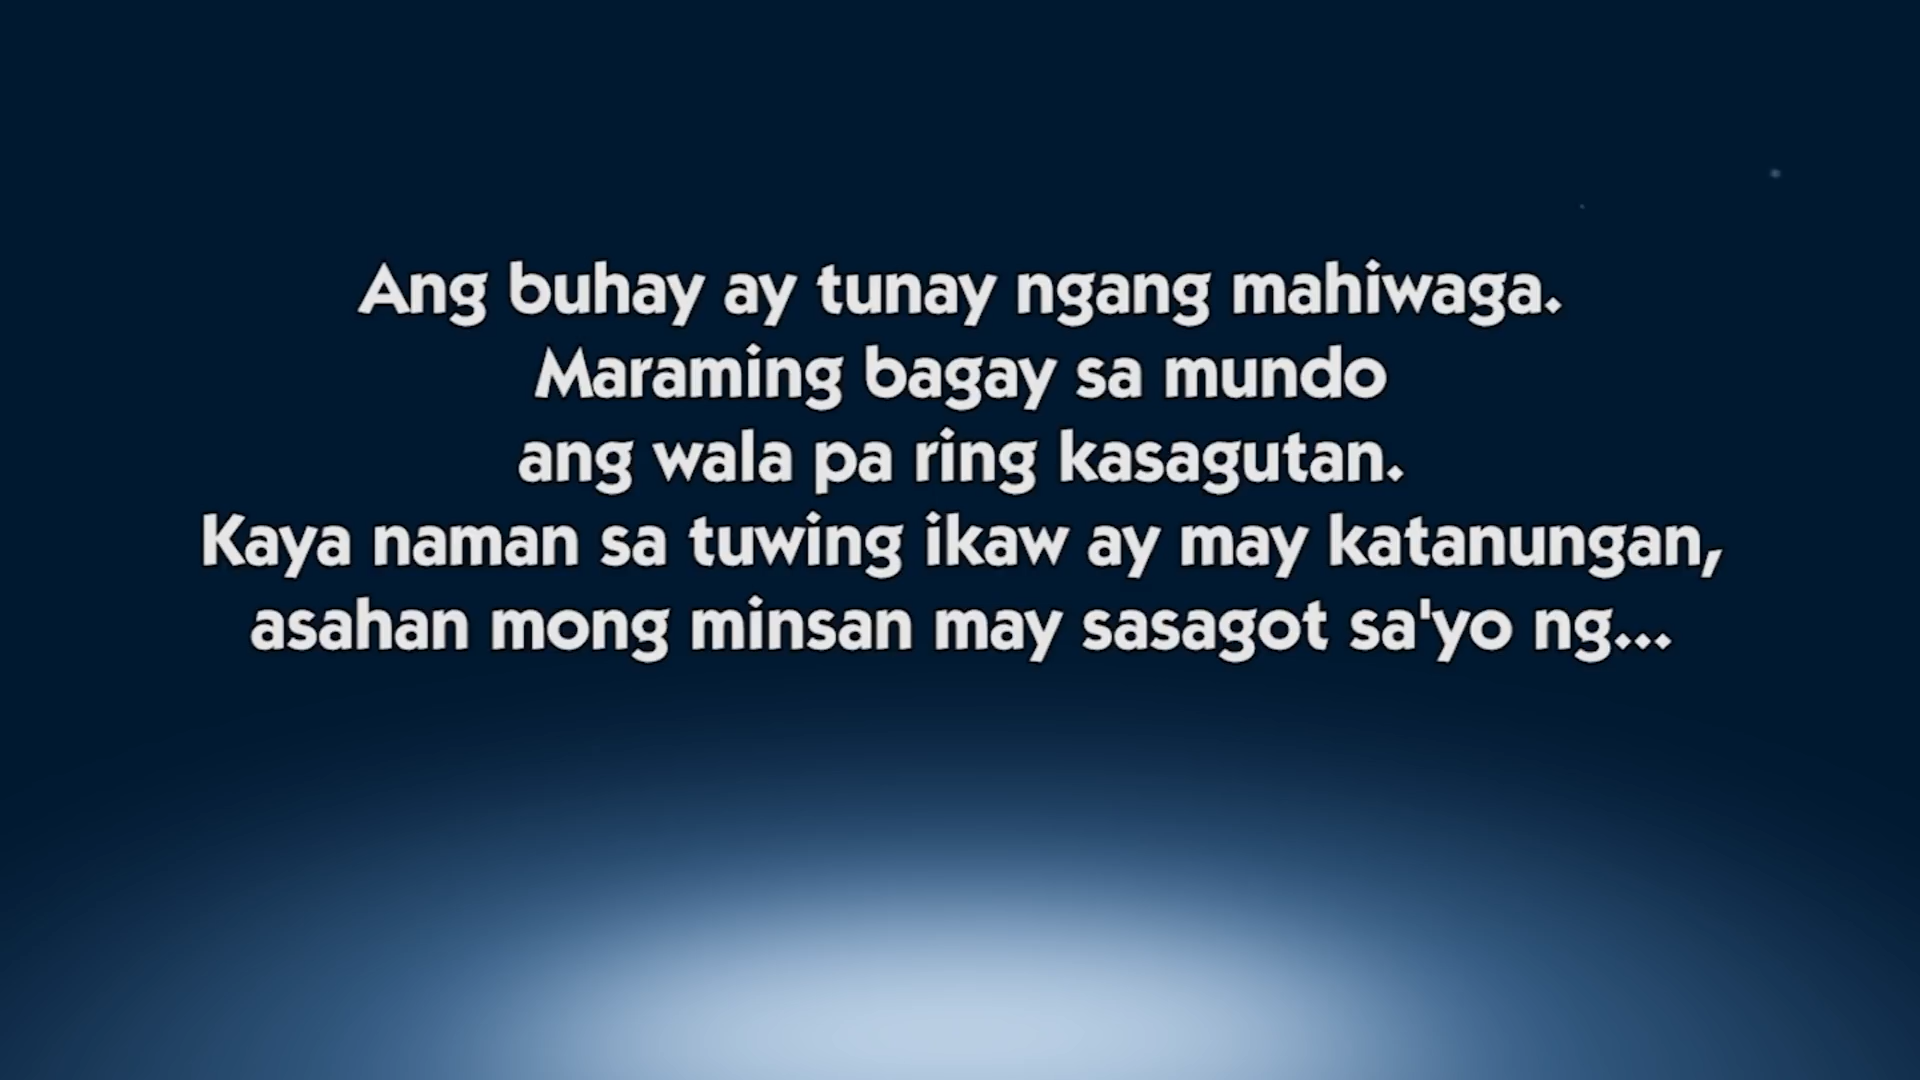 Ang buhay ay tunay ngang mahiwaga.
Maraming bagay sa mundo
ang wala pa ring kasagutan.
Kaya naman sa tuwing ikaw ay may katanungan,
asahan mong minsan may sasagot sa'yo ng...